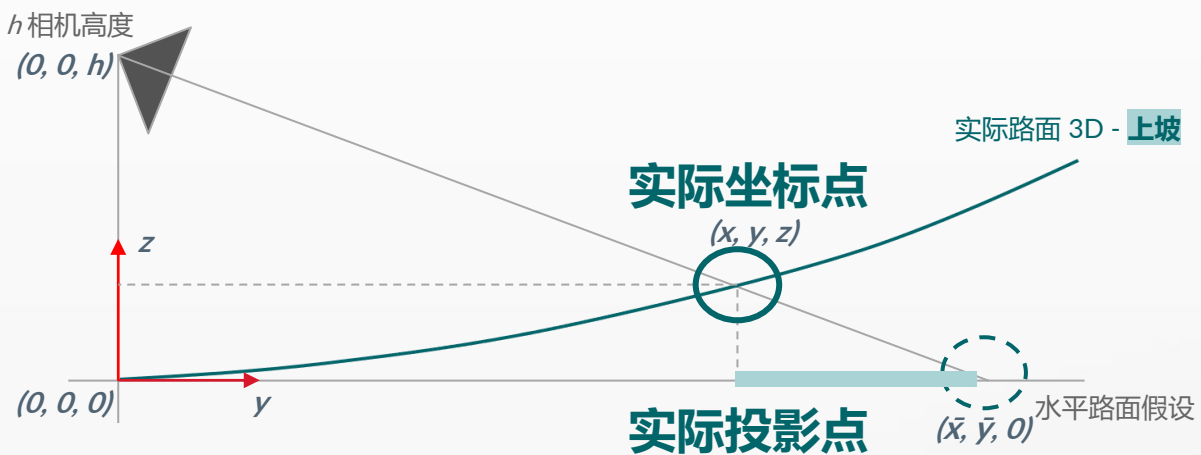 h 相机高度
(0, 0, h)
实际路面 3D - 上坡
实际坐标点
(x, y, z)
z
(0, 0, 0)
y
实际投影点
(x̄, ȳ, 0)
水平路面假设